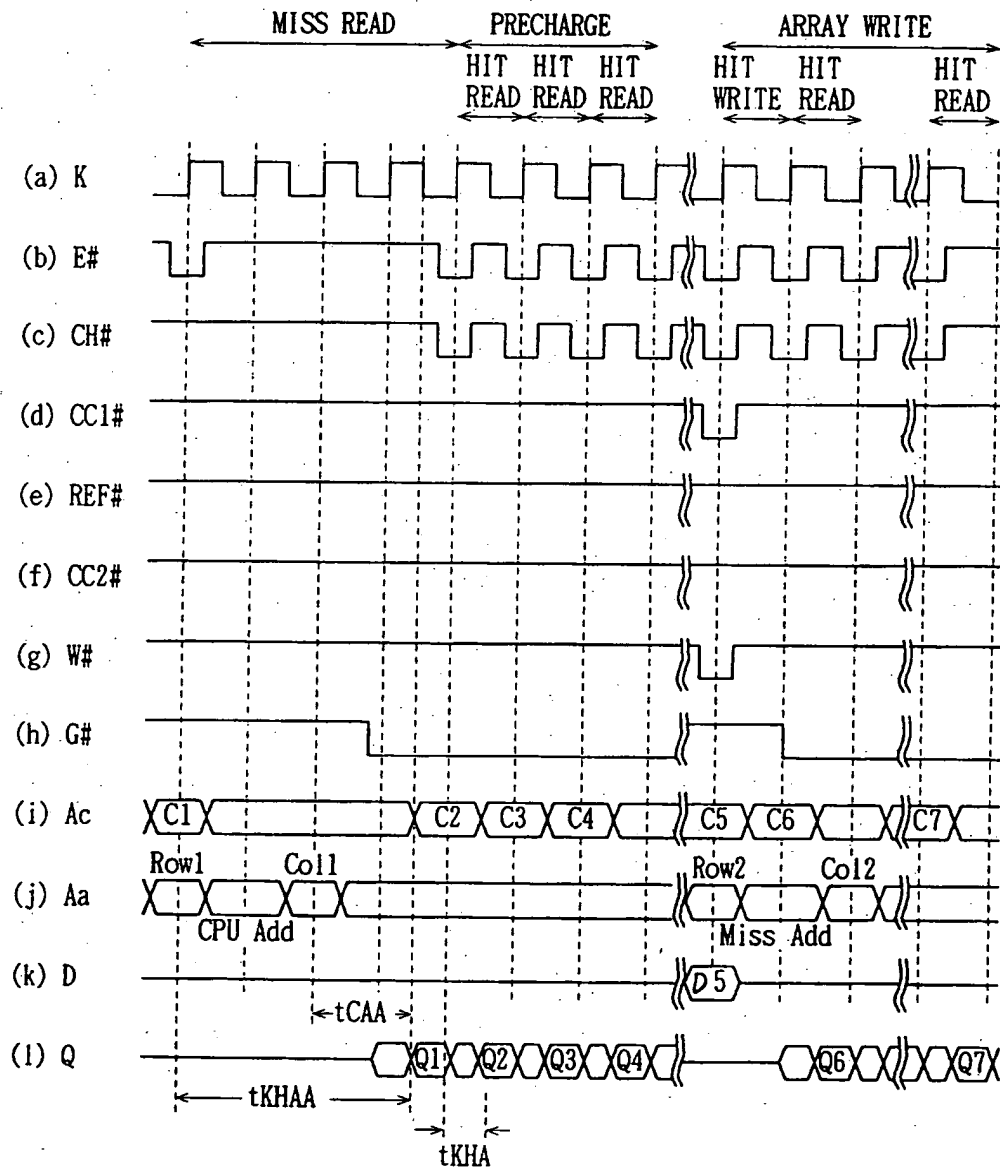 MISS READ PRECHARGE ARRAY WRITE
HIT HIT HIT HIT HIT HIT
READ READ READ WRITE READ READ
(a) K
(b) E#
(c) CH#
(d) CC1#
(e) REF#
(f) CC2#
(g) W#
(h) G#
(i) Ac C1 C2 C3 C4 C5 C6 C7
Row1 Col1 Row2 Col2
(j) Aa
CPU Add Miss Add
(k) D D5
tCAA
(l) Q Q1 Q2 Q3 Q4 Q6 Q7
tKHAA
tKHA